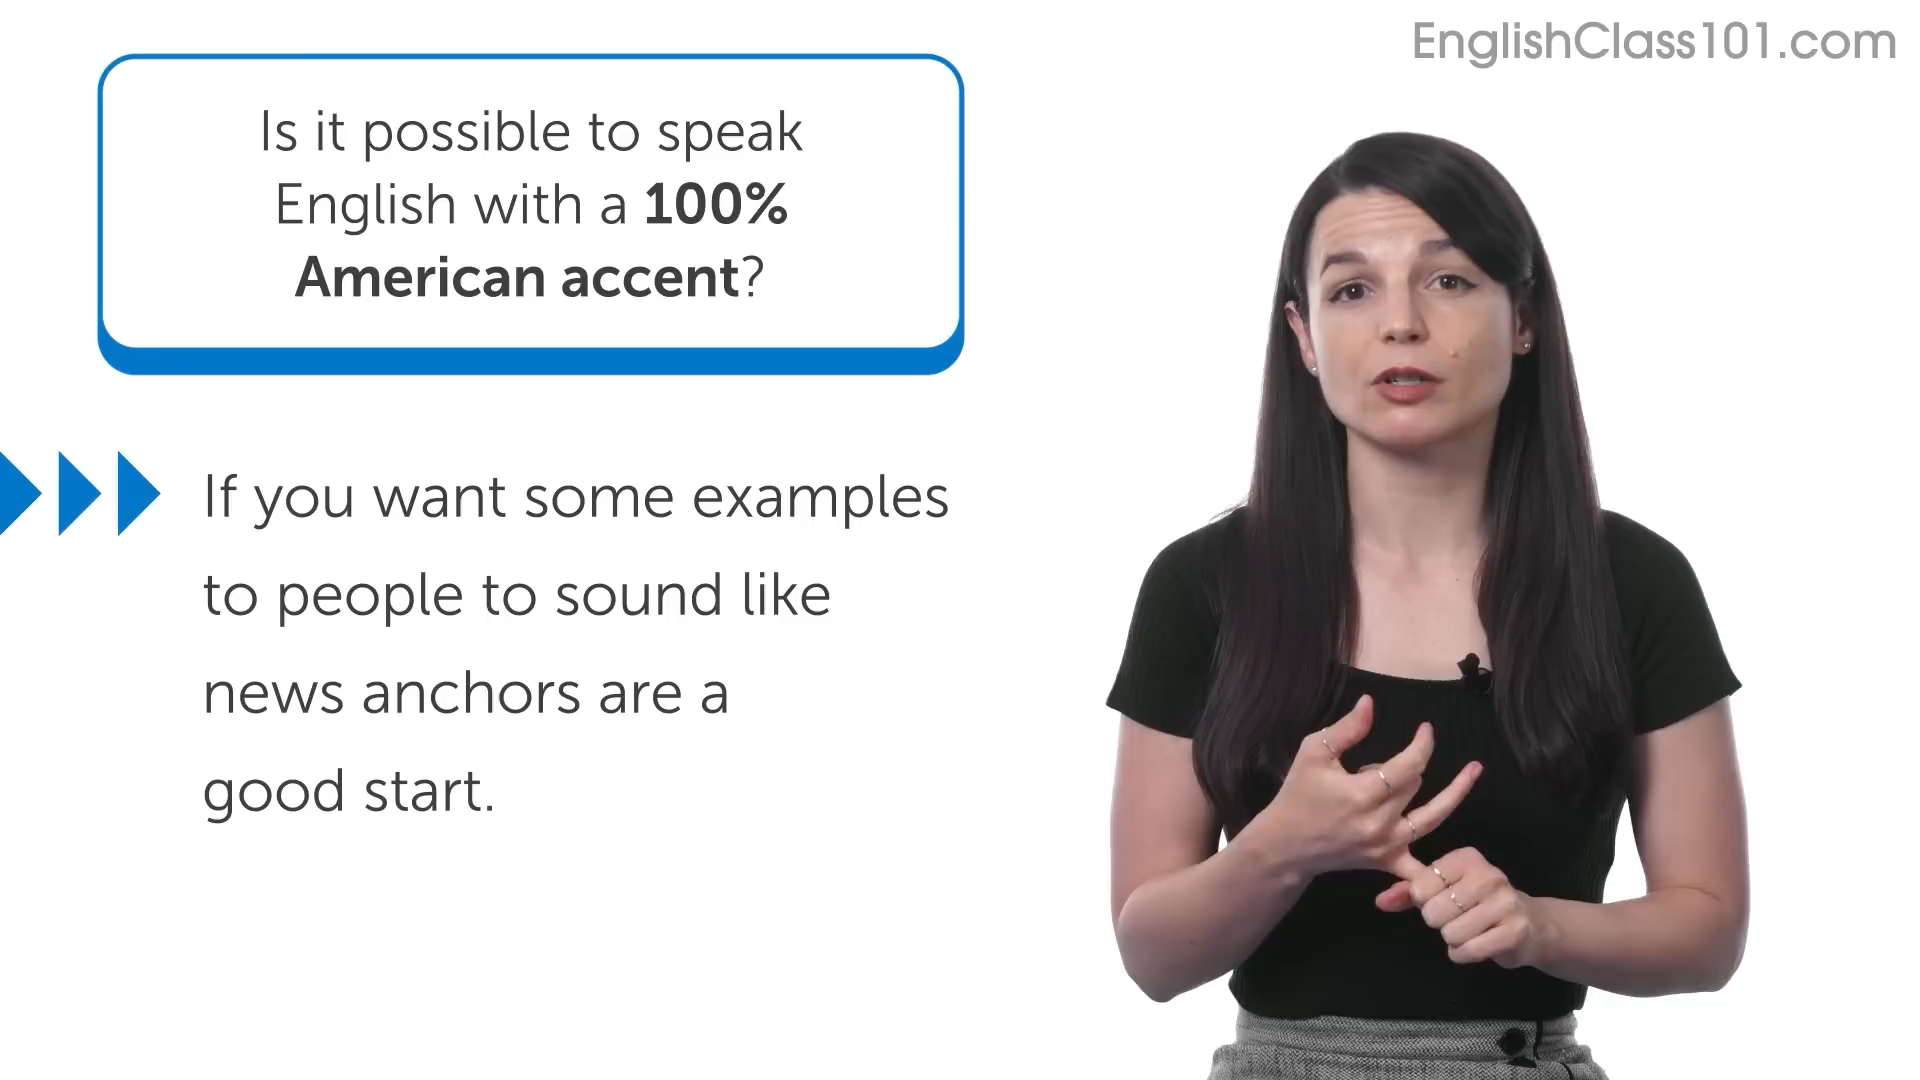 EnglishClass101.com
Is it possible to speak
English with a 100%
American accent?
If you want some examples
to people to sound like
news anchors are a
good start.